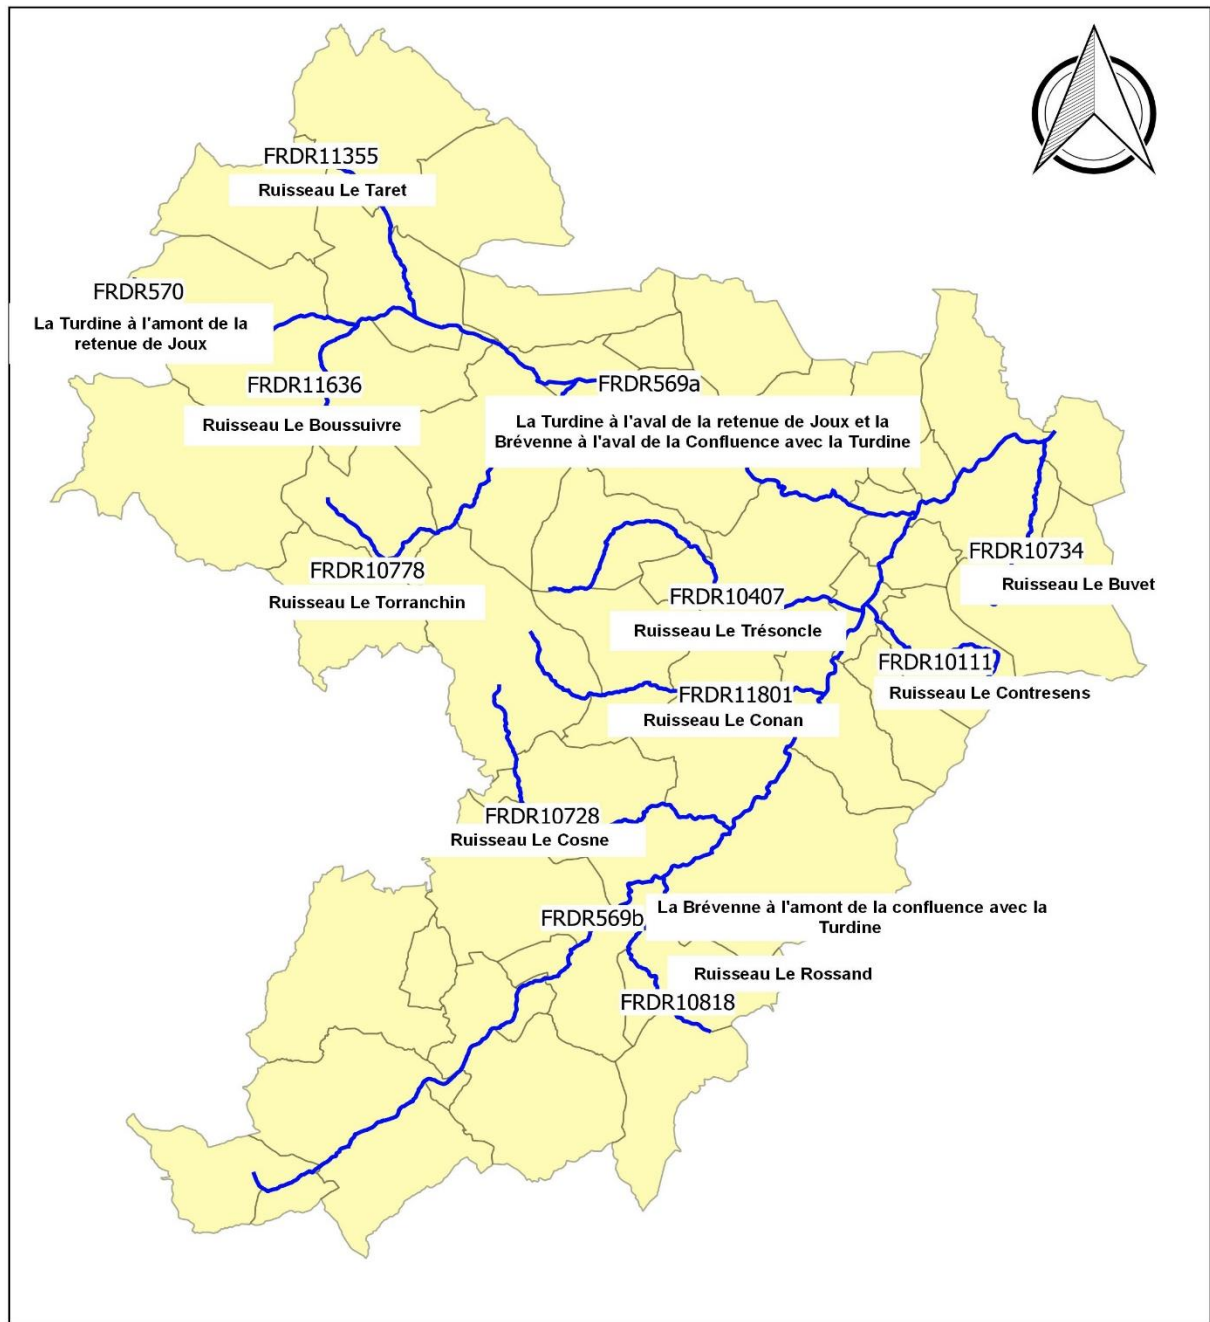 FRDR11355
Ruisseau Le Taret
FRDR570
La Turdine à l'amont de la
retenue de Joux
FRDR11636
Ruisseau Le Boussuivre
FRDR569a
La Turdine à l'aval de la retenue de Joux et la
Brévenne à l'aval de la Confluence avec la Turdine
FRDR10778
Ruisseau Le Torranchin
FRDR10734
Ruisseau Le Buvet
FRDR10407
Ruisseau Le Trésoncle
FRDR10111
Ruisseau Le Contresens
FRDR11801
Ruisseau Le Conan
FRDR10728
Ruisseau Le Cosne
FRDR569b
La Brévenne à l'amont de la confluence avec la
Turdine
Ruisseau Le Rossand
FRDR10818